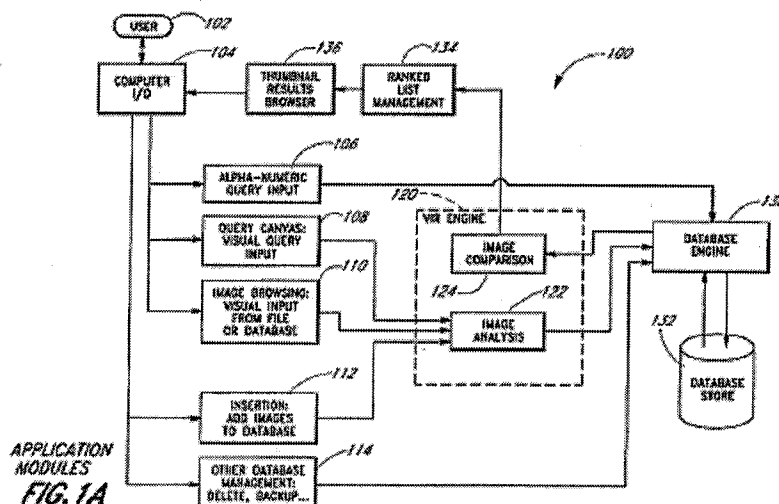 USER
102
104
COMPUTER
I/O
136
THUMBNAIL
RESULTS
BROWSER
134
RANKED
LIST
MANAGEMENT
100
106
ALPHA-NUMERIC
QUERY INPUT
108
QUERY CANVAS:
VISUAL QUERY
INPUT
110
IMAGE BROWSING:
VISUAL INPUT
FROM FILE
OR DATABASE
120
VIR ENGINE
IMAGE
COMPARISON
124
122
IMAGE
ANALYSIS
DATABASE
ENGINE
132
DATABASE
STORE
112
INSERTION:
ADD IMAGES
TO DATABASE
114
OTHER DATABASE
MANAGEMENT:
DELETE, BACKUP...
APPLICATION
MODULES
FIG. 1A